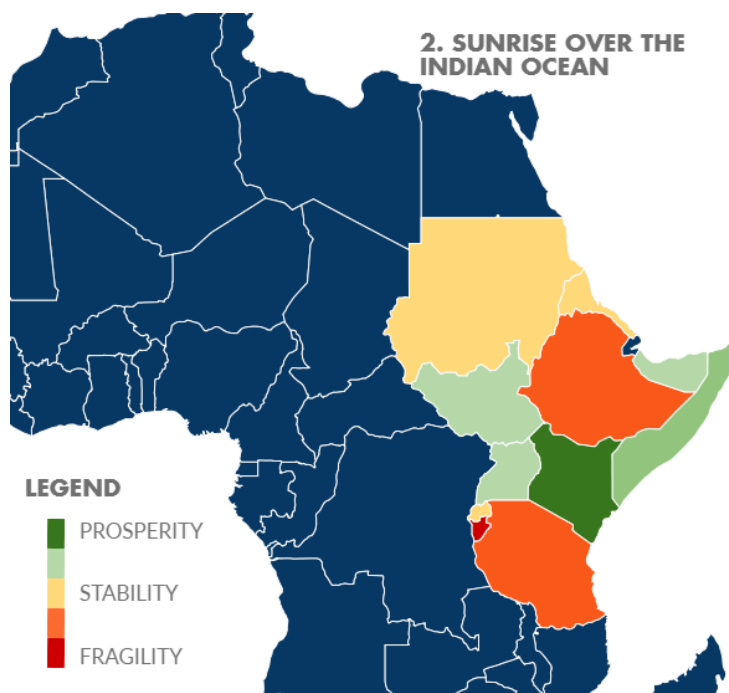 2. SUNRISE OVER THE
INDIAN OCEAN
LEGEND
PROSPERITY
STABILITY
FRAGILITY